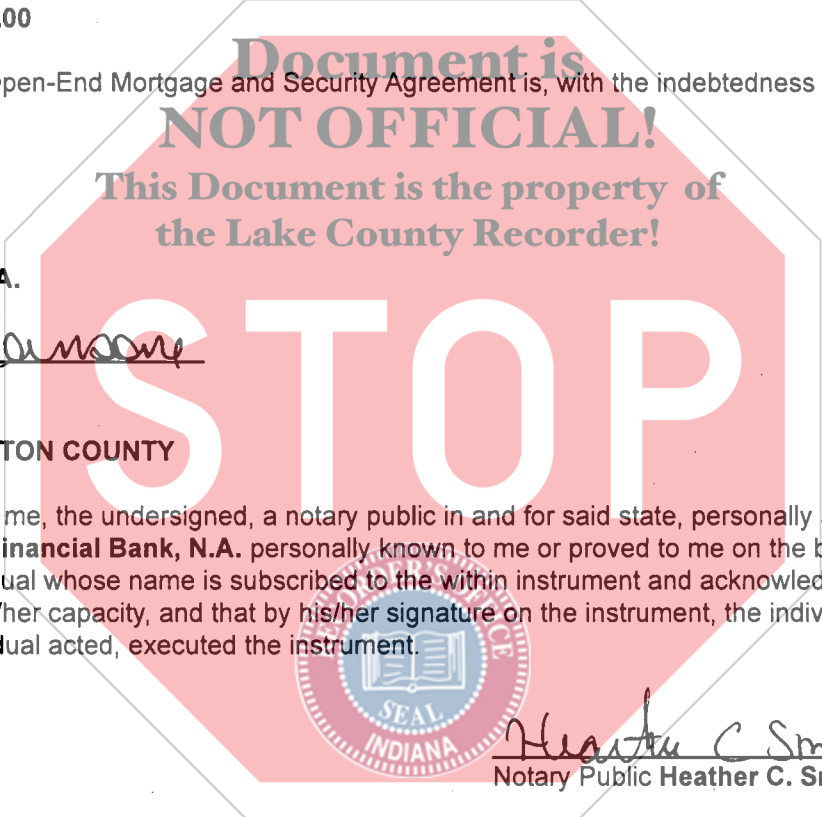 .00
Document is
pen-End Mortgage and Security Agreement is, with the indebtedness
NOT OFFICIAL!
This Document is the property of
the Lake County Recorder!
A.
STOP
TON COUNTY
me, the undersigned, a notary public in and for said state, personally
inancial Bank, N.A. personally known to me or proved to me on the b
ual whose name is subscribed to the within instrument and acknowled
/her capacity, and that by his/her signature on the instrument, the indiv
dual acted, executed the instrument.
RECORDER'S OFFICE
SEAL
INDIANA
Heather C Sm
Notary Public Heather C. S